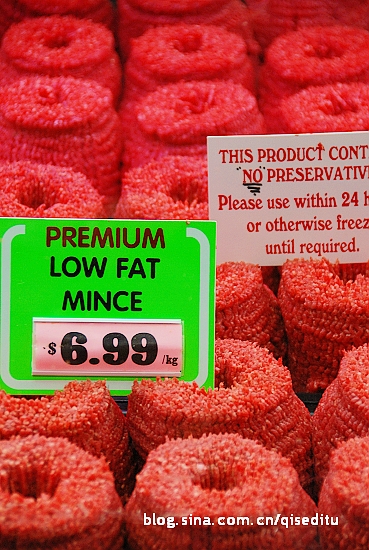 THIS PRODUCT CONT
"NO" PRESERVATIV
Please use within 24 h
or otherwise freez
until required.
PREMIUM
LOW FAT
MINCE
$6.99/kg
blog.sina.com.cn/qiseditu